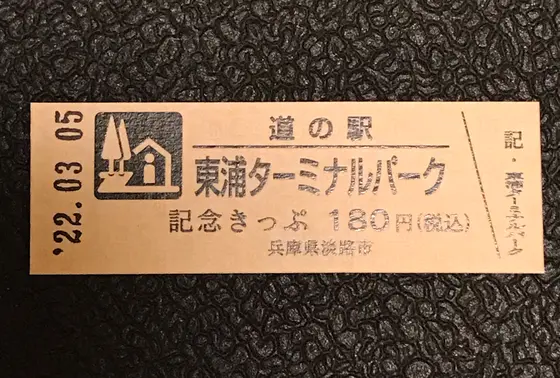 '22.03 05
道の駅
東浦ターミナルパーク
記念きっぷ 180円(税込)
兵庫県淡路市
記・東浦ターミナルパーク